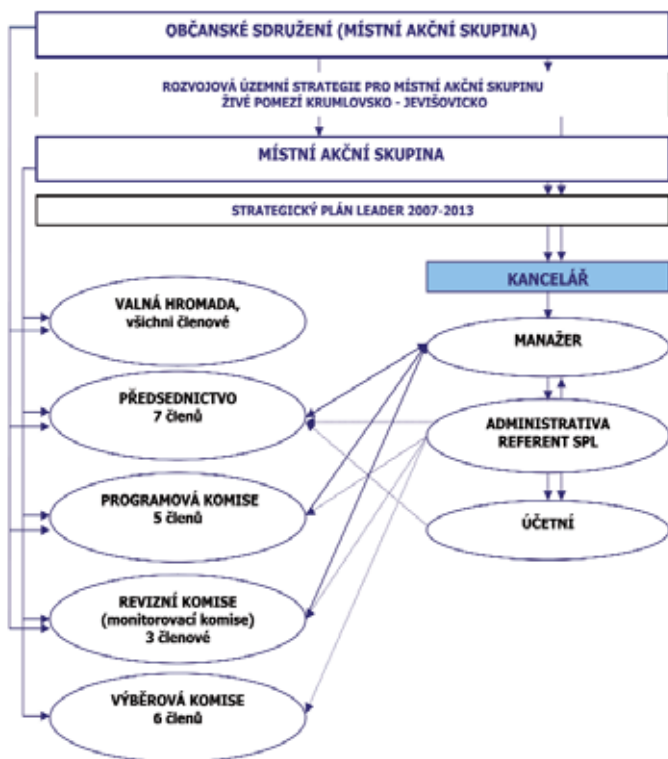 OBČANSKÉ SDRUŽENÍ (MÍSTNÍ AKČNÍ SKUPINA)
ROZVOJOVÁ ÚZEMNÍ STRATEGIE PRO MÍSTNÍ AKČNÍ SKUPINU
ŽIVÉ POMEZÍ KRUMLOVSKO - JEVIŠOVICKO
MÍSTNÍ AKČNÍ SKUPINA
STRATEGICKÝ PLÁN LEADER 2007-2013
KANCELÁŘ
VALNÁ HROMADA,
všichni členové
MANAŽER
PŘEDSEDNICTVO
7 členů
ADMINISTRATIVA
REFERENT SPL
PROGRAMOVÁ KOMISE
5 členů
ÚČETNÍ
REVIZNÍ KOMISE
(monitorovací komise)
3 členové
VÝBĚROVÁ KOMISE
6 členů